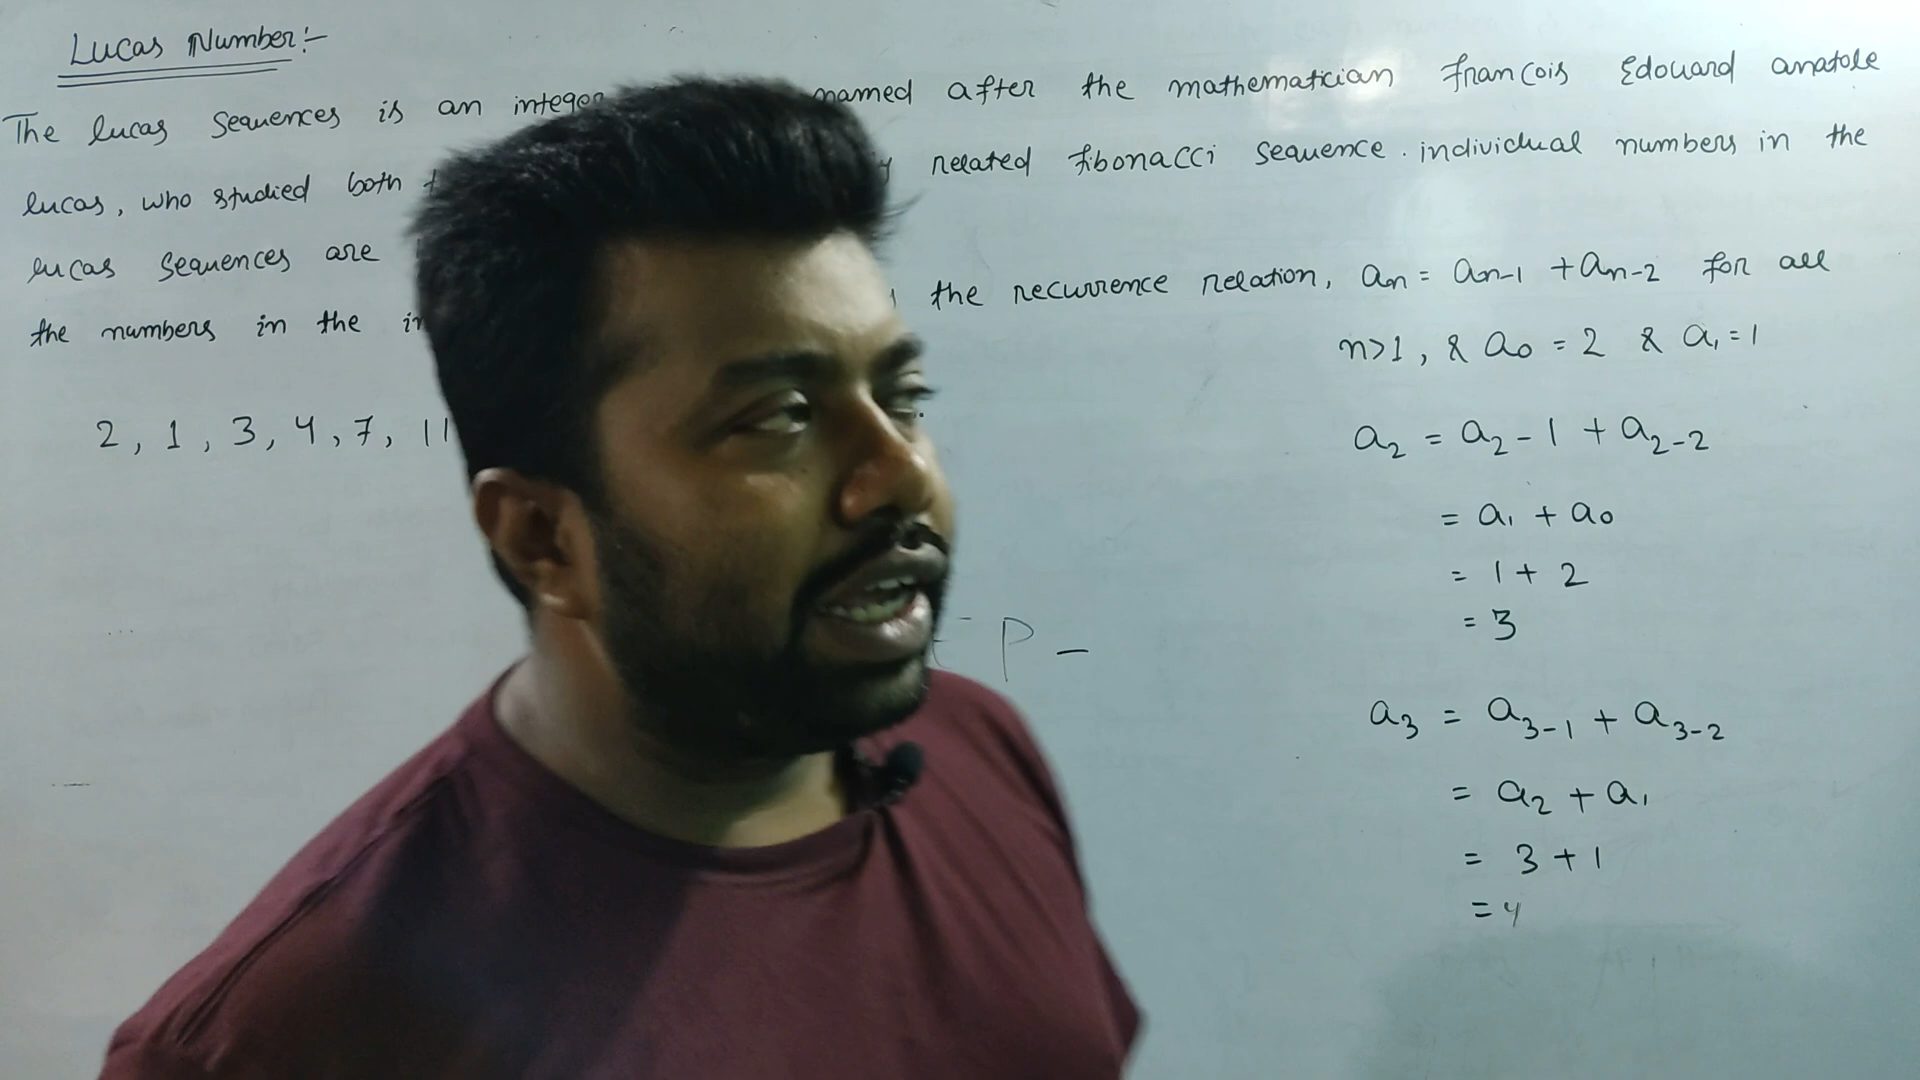 Lucas Number:-
The lucas sequences is an integer named after the mathematician Francois Edouard anatole
lucas, who studied both related fibonacci sequence. individual numbers in the
lucas sequences are
the numbers in the the recurrence relation, an = an-1 + an-2 for all
n>1, & a0 = 2 & a1 = 1
2, 1, 3, 4, 7, 11
a2 = a2-1 + a2-2
= a1 + a0
= 1 + 2
= 3
P -
a3 = a3-1 + a3-2
= a2 + a1
= 3 + 1
= 4